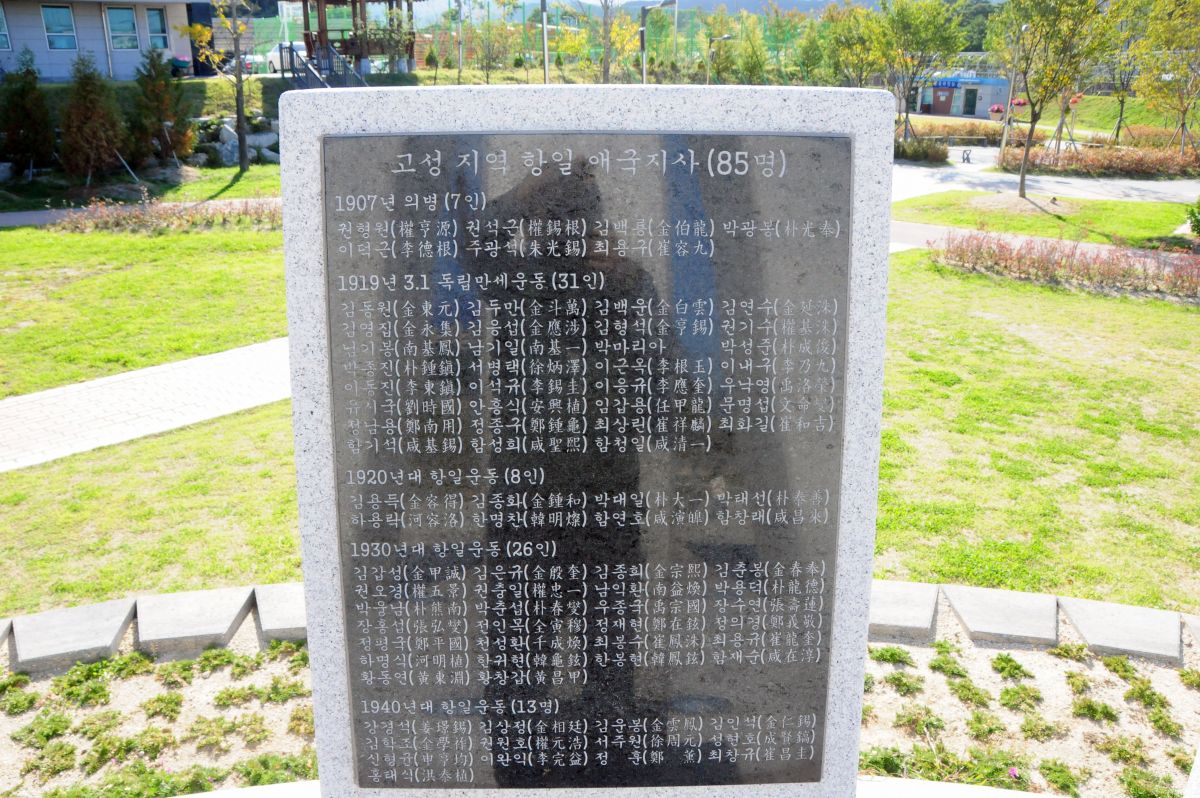 고성 지역 항일 애국지사 (85명)
1907년 의병 (7인)
권형원(權亨源) 권석근(權錫根) 김백룡(金伯龍) 박광봉(朴光奉)
이덕근(李德根) 주광석(朱光錫) 최용구(崔容九)
1919년 3.1 독립만세운동 (31인)
김동원(金東元) 김두만(金斗萬) 김백운(金白雲) 김연수(金延洙)
김영집(金永集) 김응섭(金應涉) 김형석(金亨錫) 권기수(權基洙)
남기봉(南基鳳) 남기일(南基一) 박마리아 박성준(朴成俊)
박종진(朴鍾鎭) 서병택(徐炳澤) 이근옥(李根玉) 이내구(李乃九)
이동진(李東鎭) 이석규(李錫圭) 이응규(李應奎) 우낙영(禹洛榮)
유시국(劉時國) 안흥식(安興植) 임갑용(任甲龍) 문명섭(文命燮)
정남용(鄭南用) 정종구(鄭鍾龜) 최상린(崔祥麟) 최화길(崔和吉)
함기석(咸基錫) 함성희(咸聖熙) 함청일(咸清一)
1920년대 항일운동 (8인)
김용득(金容得) 김종화(金鍾和) 박대일(朴大一) 박태선(朴泰善)
하용락(河容洛) 한명찬(韓明燦) 함연호(咸演皞) 함창래(咸昌來)
1930년대 항일운동 (26인)
김갑성(金甲誠) 김은규(金殷奎) 김종희(金宗熙) 김춘봉(金春奉)
권오경(權五景) 권충일(權忠一) 남익환(南益煥) 박용덕(朴龍德)
박웅남(朴熊南) 박춘섭(朴春燮) 우종국(禹宗國) 장수연(張壽蓮)
장홍섭(張弘燮) 전인목(全寅穆) 정재현(鄭在鉉) 정의경(鄭義敬)
정평국(鄭平國) 천성환(千成煥) 최봉수(崔鳳洙) 최용규(崔龍奎)
하명식(河明植) 한귀현(韓龜鉉) 한봉현(韓鳳鉉) 함재순(咸在淳)
황동연(黃東淵) 황창갑(黃昌甲)
1940년대 항일운동 (13명)
강경석(姜璟錫) 김상정(金相廷) 김운봉(金雲鳳) 김인석(金仁錫)
김학조(金學祚) 권원호(權元浩) 서주원(徐周元) 성현호(成賢鎬)
신형균(申亨均) 이완익(李完益) 정 훈(鄭 薰) 최창규(崔昌圭)
홍태식(洪泰植)